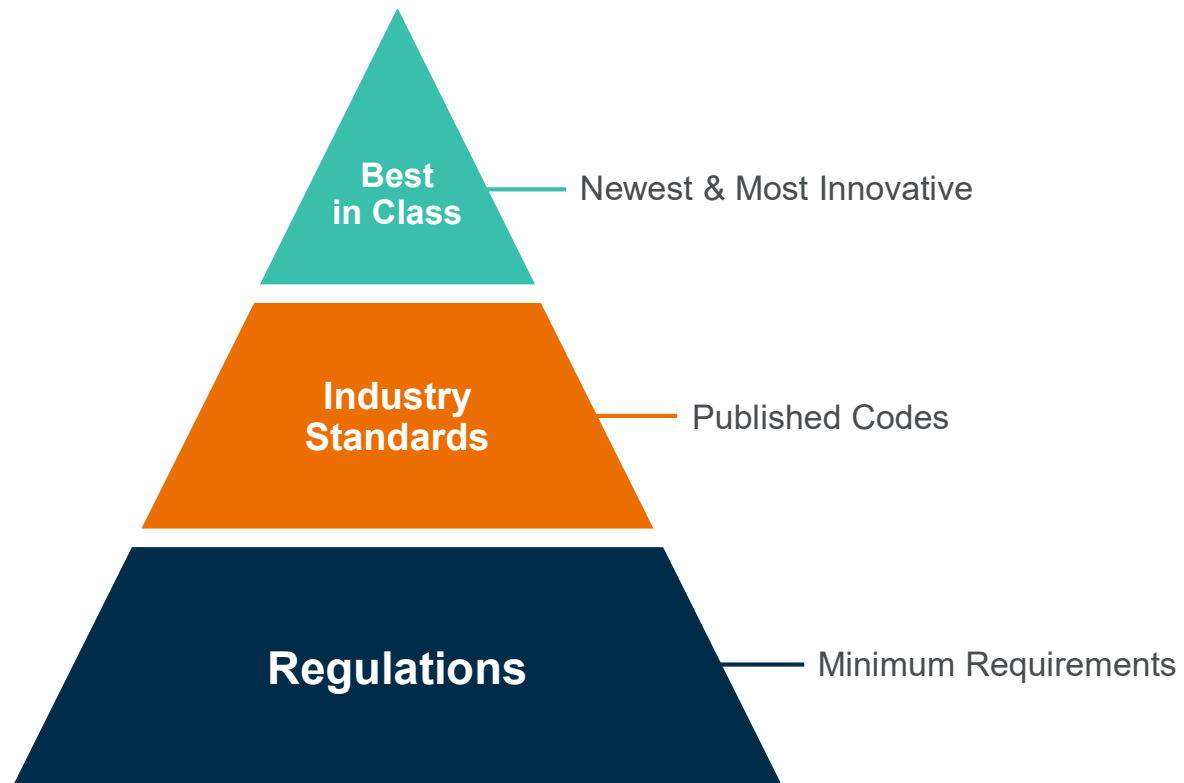 Best
in Class
Newest & Most Innovative
Industry
Standards
Published Codes
Regulations
Minimum Requirements